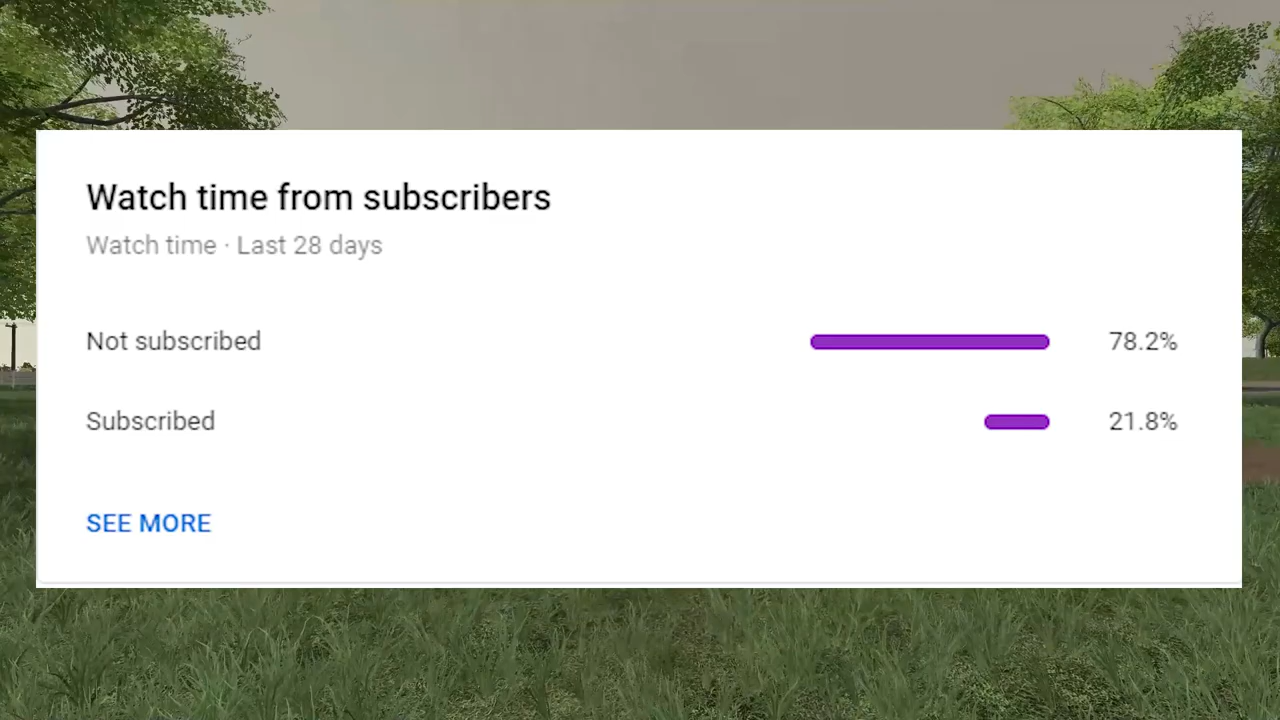 Watch time from subscribers
Watch time · Last 28 days
Not subscribed 78.2%
Subscribed 21.8%
SEE MORE